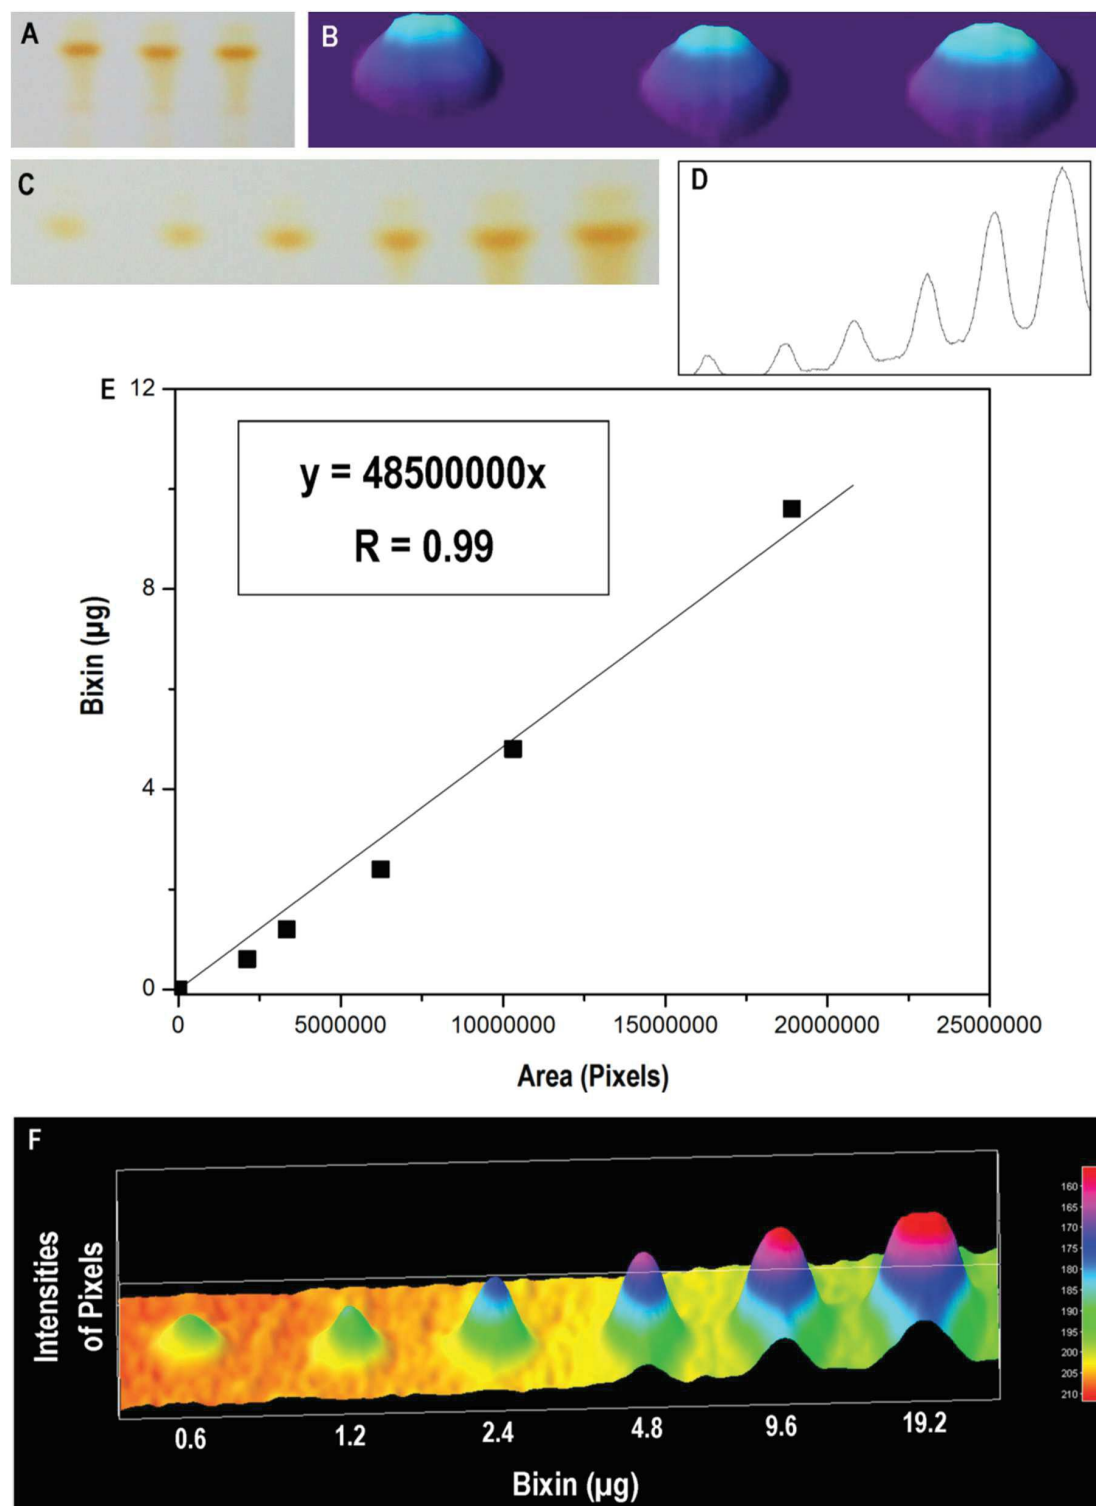 A
B
C
D
E
12
8
4
0
y = 48500000x
R = 0.99
Bixin (µg)
0 5000000 10000000 15000000 20000000 25000000
Area (Pixels)
F
Intensities
of Pixels
160
165
170
175
180
185
190
195
200
205
210
0.6 1.2 2.4 4.8 9.6 19.2
Bixin (µg)